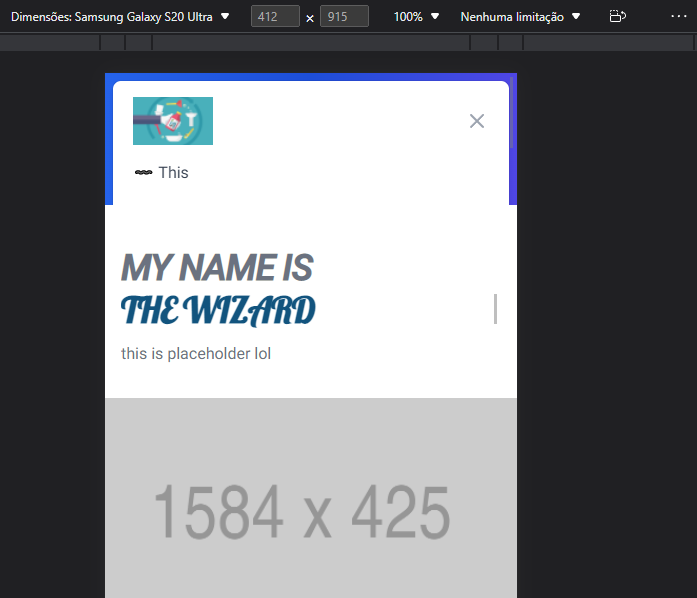 Dimensões: Samsung Galaxy S20 Ultra ▼ 412 × 915 100% ▼ Nenhuma limitação ▼
This
MY NAME IS
THE WIZARD
this is placeholder lol
1584 x 425